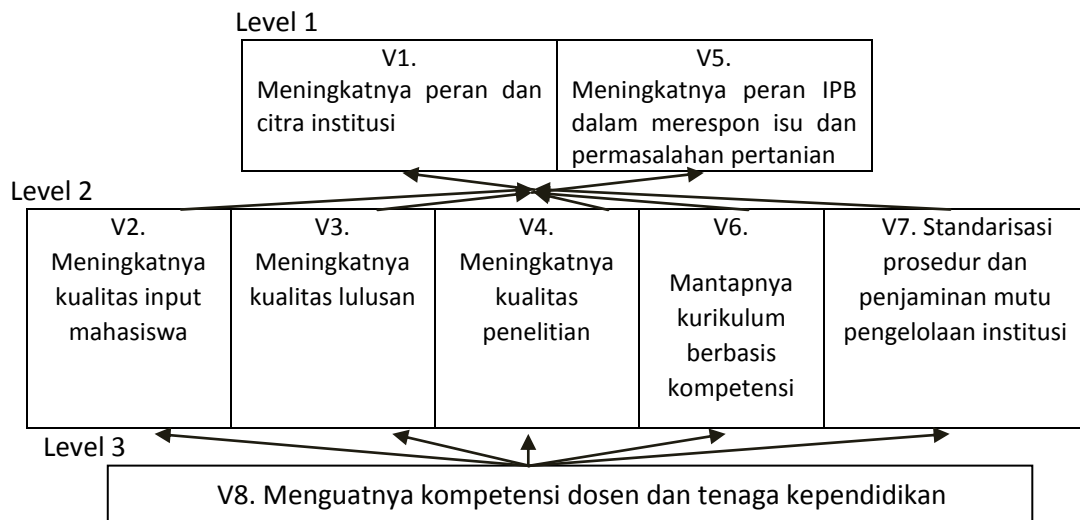 Level 1
V1.
Meningkatnya peran dan
citra institusi
V5.
Meningkatnya peran IPB
dalam merespon isu dan
permasalahan pertanian
Level 2
V2.
Meningkatnya
kualitas input
mahasiswa
V3.
Meningkatnya
kualitas lulusan
V4.
Meningkatnya
kualitas
penelitian
V6.
Mantapnya
kurikulum
berbasis
kompetensi
V7. Standarisasi
prosedur dan
penjaminan mutu
pengelolaan institusi
Level 3
V8. Menguatnya kompetensi dosen dan tenaga kependidikan